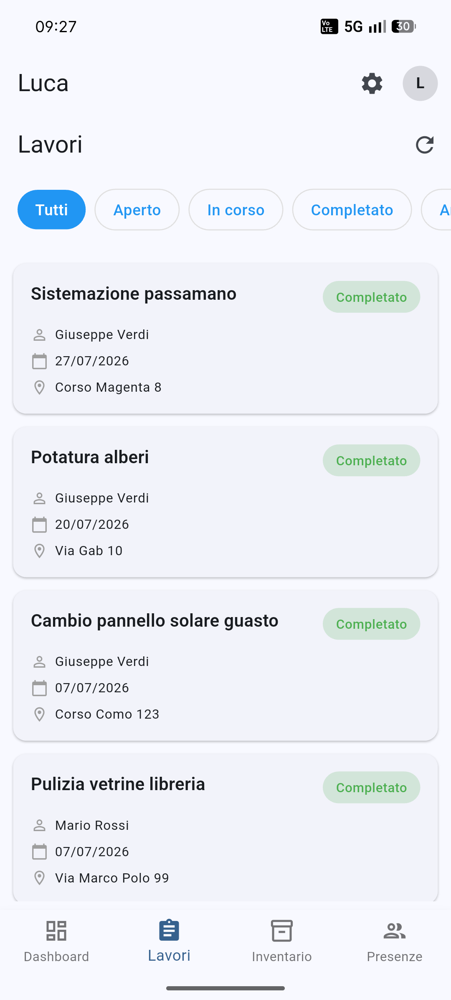 09:27
Vo
LTE
5G
30
Luca
L
Lavori
Tutti
Aperto
In corso
Completato
Sistemazione passamano
Completato
Giuseppe Verdi
27/07/2026
Corso Magenta 8
Potatura alberi
Completato
Giuseppe Verdi
20/07/2026
Via Gab 10
Cambio pannello solare guasto
Completato
Giuseppe Verdi
07/07/2026
Corso Como 123
Pulizia vetrine libreria
Completato
Mario Rossi
07/07/2026
Via Marco Polo 99
Dashboard
Lavori
Inventario
Presenze